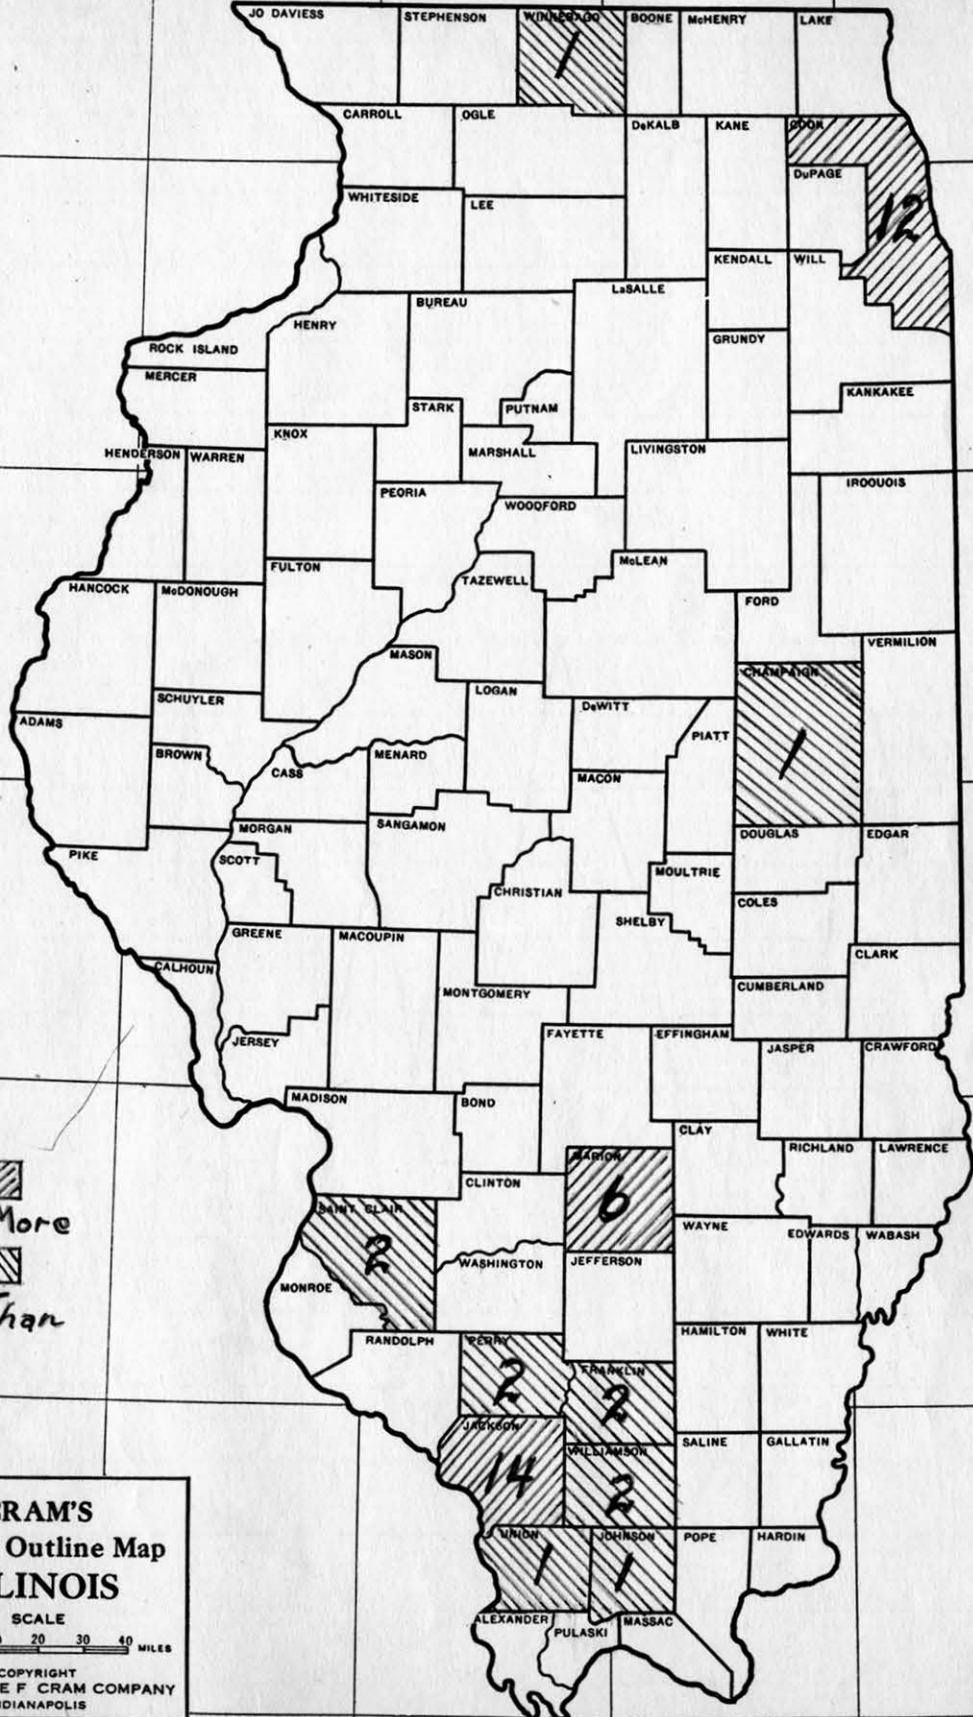 JO DAVIESS
STEPHENSON
WINNEBAGO
BOONE
McHENRY
LAKE
1
CARROLL
OGLE
DeKALB
KANE
COOK
DuPAGE
12
WHITESIDE
LEE
KENDALL
WILL
LaSALLE
BUREAU
HENRY
GRUNDY
ROCK ISLAND
MERCER
KANKAKEE
STARK
PUTNAM
KNOX
MARSHALL
LIVINGSTON
HENDERSON
WARREN
IROQUOIS
PEORIA
WOODFORD
McLEAN
FULTON
TAZEWELL
HANCOCK
McDONOUGH
FORD
VERMILION
MASON
CHAMPAIGN
LOGAN
SCHUYLER
DeWITT
ADAMS
PIATT
BROWN
MENARD
1
CASS
MACON
MORGAN
SANGAMON
DOUGLAS
EDGAR
PIKE
SCOTT
MOULTRIE
CHRISTIAN
COLES
SHELBY
GREENE
MACOUPIN
CLARK
CALHOUN
CUMBERLAND
MONTGOMERY
FAYETTE
EFFINGHAM
JERSEY
JASPER
CRAWFORD
MADISON
BOND
CLAY
RICHLAND
LAWRENCE
MARION
CLINTON
6
More
SAINT CLAIR
WAYNE
EDWARDS
WABASH
2
WASHINGTON
JEFFERSON
MONROE
han
RANDOLPH
PERRY
HAMILTON
WHITE
2
FRANKLIN
2
JACKSON
SALINE
GALLATIN
WILLIAMSON
14
2
RAM'S
Outline Map
LINOIS
UNION
JOHNSON
POPE
HARDIN
1
1
SCALE
ALEXANDER
PULASKI
MASSAC
20 30 40 MILES
COPYRIGHT
E F CRAM COMPANY
NDIANAPOLIS